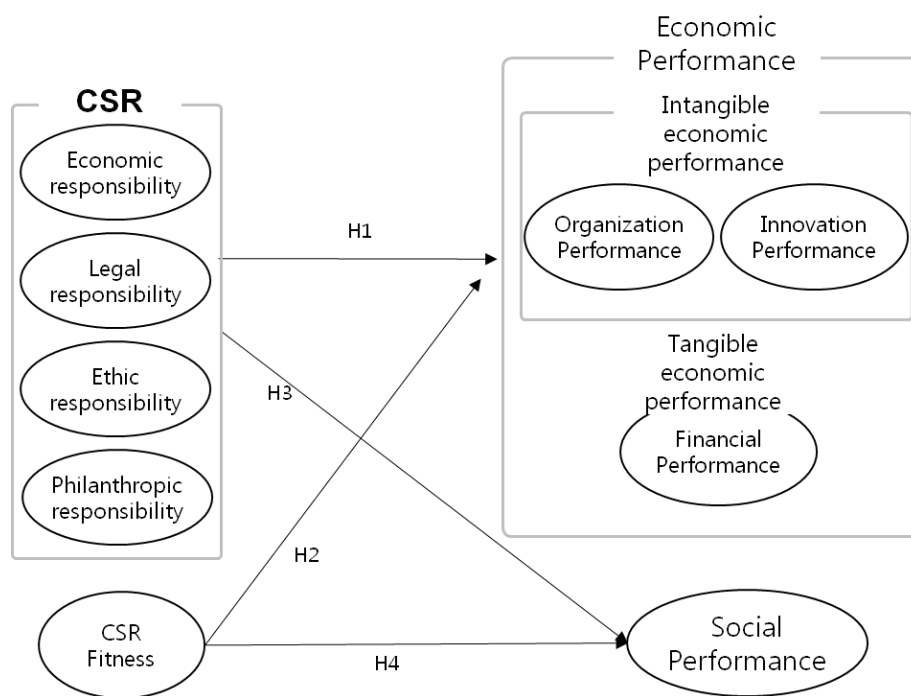 Economic
Performance
CSR
Intangible
economic
performance
Economic
responsibility
Organization
Performance
Innovation
Performance
H1
Legal
responsibility
Tangible
economic
performance
Ethic
responsibility
H3
Financial
Performance
Philanthropic
responsibility
H2
CSR
Fitness
H4
Social
Performance